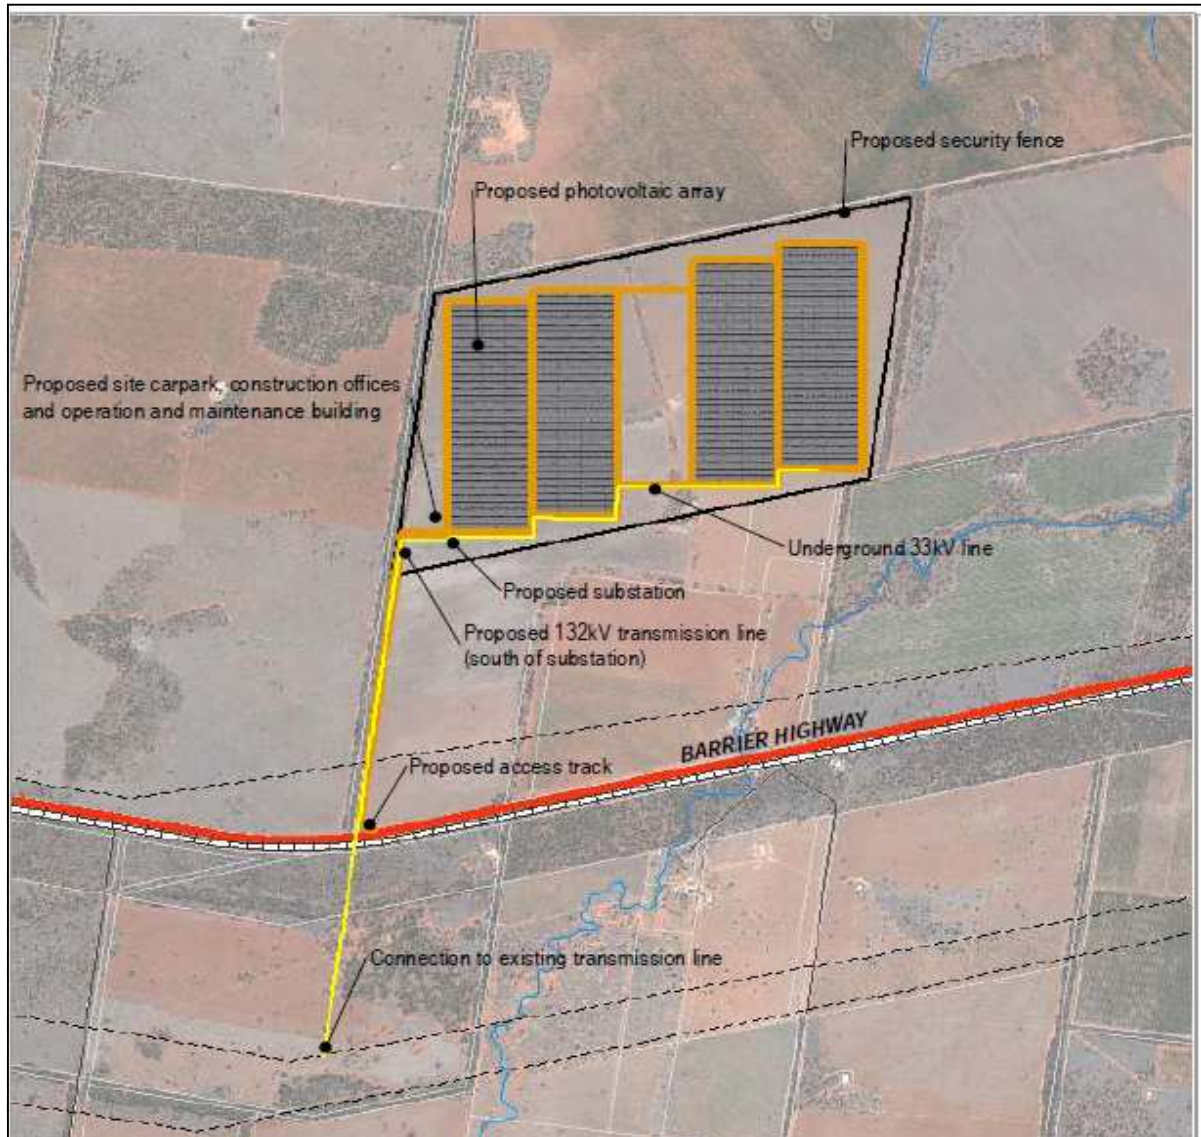 Proposed security fence
Proposed photovoltaic array
Proposed site carpark, construction offices
and operation and maintenance building
Underground 33kV line
Proposed substation
Proposed 132kV transmission line
(south of substation)
BARRIER HIGHWAY
Proposed access track
Connection to existing transmission line